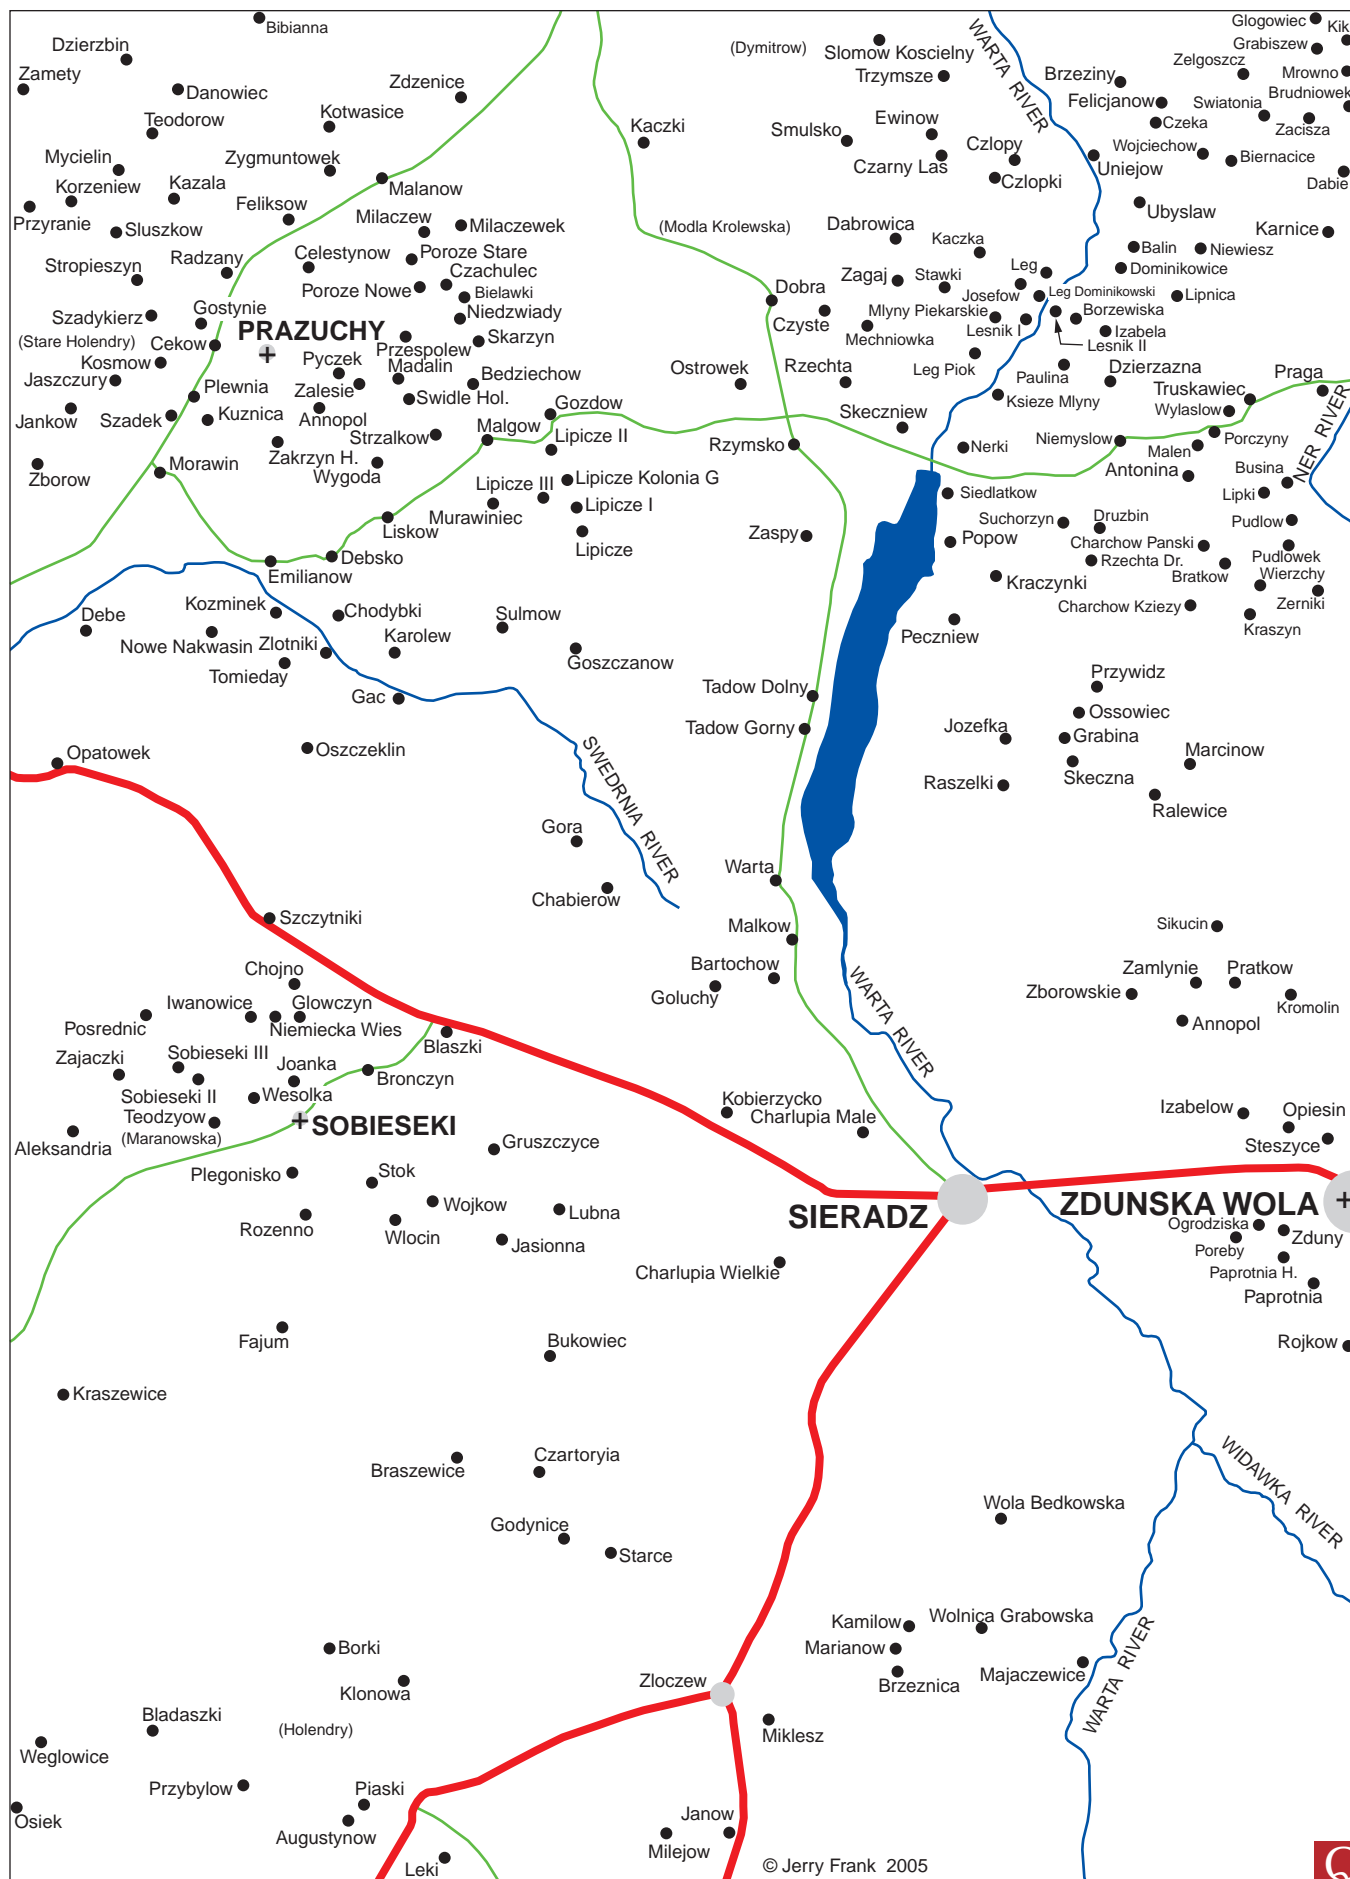 Bibianna
Dzierzbin
Zamety
Danowiec
Teodorow
Zdzenice
Kotwasice
Mycielin
Zygmuntowek
Korzeniew
Kazala
Malanow
Przyranie
Feliksow
Sluszkow
Milaczew
Milaczewek
Radzany
Celestynow
Poroze Stare
Stropieszyn
Czachulec
Poroze Nowe
Bielawki
Gostynie
Niedzwiady
Szadykierz
PRAZUCHY
(Stare Holendry)
Cekow
Skarzyn
Kosmow
Pyczek
Przespolew
Madalin
Jaszczury
Zalesie
Bedziechow
Plewnia
Swidle Hol.
Jankow
Szadek
Kuznica
Annopol
Gozdow
Strzalkow
Malgow
Lipicze II
Zborow
Morawin
Zakrzyn H.
Wygoda
Lipicze Kolonia G
Lipicze III
Murawiniec
Lipicze I
Liskow
Lipicze
Debsko
Emilianow
(Dymitrow)
Slomow Koscielny
Trzymsze
WARTA RIVER
Kaczki
Smulsko
Ewinow
Czarny Las
Czlopy
Czlopki
(Modla Krolewska)
Dabrowica
Kaczka
Zagaj
Stawki
Leg
Josefow
Leg Dominikowski
Dobra
Czyste
Mlyny Piekarskie
Mechniowka
Lesnik I
Borzewiska
Izabela
Lesnik II
Ostrowek
Rzechta
Leg Piok
Paulina
Dzierzazna
Ksieze Mlyny
Skeczniew
Rzymsko
Nerki
Niemyslow
Glogowiec
Kik
Grabiszew
Zelgoszcz
Mrowno
Brzeziny
Felicjanow
Brudniowek
Swiatonia
Czeka
Zacisza
Wojciechow
Biernacice
Uniejow
Dabie
Ubyslaw
Karnice
Balin
Niewiesz
Dominikowice
Lipnica
Praga
Truskawiec
Wylaslow
Porczyny
Malen
Antonina
Busina
NER RIVER
Lipki
Siedlatkow
Suchorzyn
Druzbin
Pudlow
Zaspy
Popow
Charchow Panski
Pudlowek
Rzechta Dr.
Bratkow
Wierzchy
Kraczynki
Zerniki
Charchow Kziezy
Kraszyn
Peczniew
Debe
Kozminek
Chodybki
Sulmow
Nowe Nakwasin
Zlotniki
Karolew
Tomieday
Goszczanow
Gac
Przywidz
Tadow Dolny
Ossowiec
Tadow Gorny
Jozefka
Grabina
Oszczeklin
SWEDRNIA RIVER
Marcinow
Opatowek
Skeczna
Raszelki
Ralewice
Gora
Warta
Chabierow
Szczytniki
Malkow
Sikucin
Bartochow
Goluchy
WARTA RIVER
Zamlynie
Pratkow
Zborowskie
Kromolin
Annopol
Chojno
Iwanowice
Glowczyn
Posrednic
Niemiecka Wies
Blaszki
Zajaczki
Sobieseki III
Joanka
Bronczyn
Sobieseki II
Wesolka
Teodzyow
(Maranowska)
SOBIESEKI
Aleksandria
Kobierzycko
Charlupia Male
Izabelow
Opiesin
Steszyce
Gruszczyce
Plegonisko
Stok
Wojkow
Lubna
SIERADZ
ZDUNSKA WOLA
Rozenno
Wlocin
Jasionna
Ogrodziska
Zduny
Poreby
Charlupia Wielkie
Paprotnia H.
Paprotnia
Fajum
Bukowiec
Rojkow
Kraszewice
Braszewice
Czartoryia
WIDAWKA RIVER
Wola Bedkowska
Godynice
Starce
Kamilow
Wolnica Grabowska
Marianow
Brzeznica
Majaczewice
WARTA RIVER
Borki
Klonowa
Zloczew
Bladaszki
(Holendry)
Miklesz
Weglowice
Przybylow
Piaski
Osiek
Augustynow
Janow
Milejow
Leki
© Jerry Frank 2005